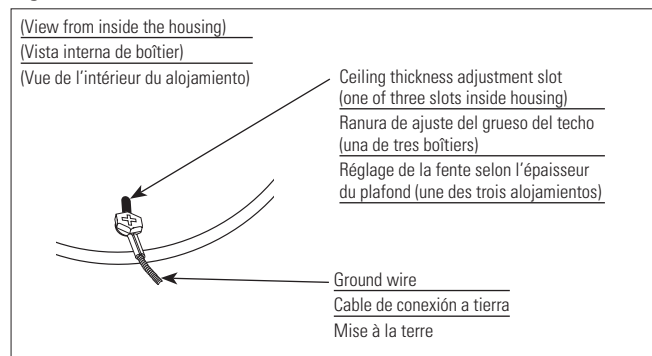 (View from inside the housing)
(Vista interna de boîtier)
(Vue de l'intérieur du alojamiento)
Ceiling thickness adjustment slot
(one of three slots inside housing)
Ranura de ajuste del grueso del techo
(una de tres boîtiers)
Réglage de la fente selon l'épaisseur
du plafond (une des trois alojamientos)
Ground wire
Cable de conexión a tierra
Mise à la terre